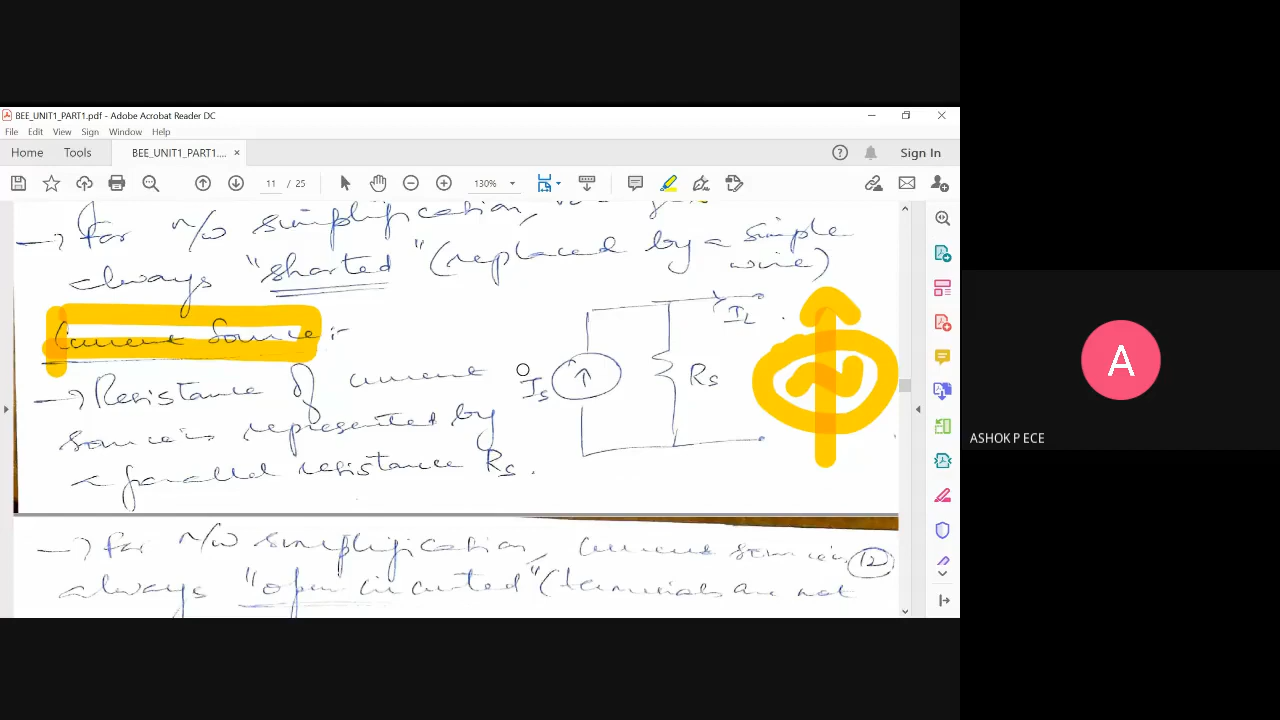 BEE_UNIT1_PART1.pdf - Adobe Acrobat Reader DC
File Edit View Sign Window Help
Home Tools BEE_UNIT1_PART1.... × Sign In
11 / 25 130%
→ For n/w simplification,
always "shorted" (replaced by a simple
wire)
Current Source :-
IL
→ Resistance of current
Is Rs
source is represented by
a parallel resistance Rs.
→ For n/w simplification, current source is 12
always "open circuited" (terminals are not
A
ASHOK P ECE